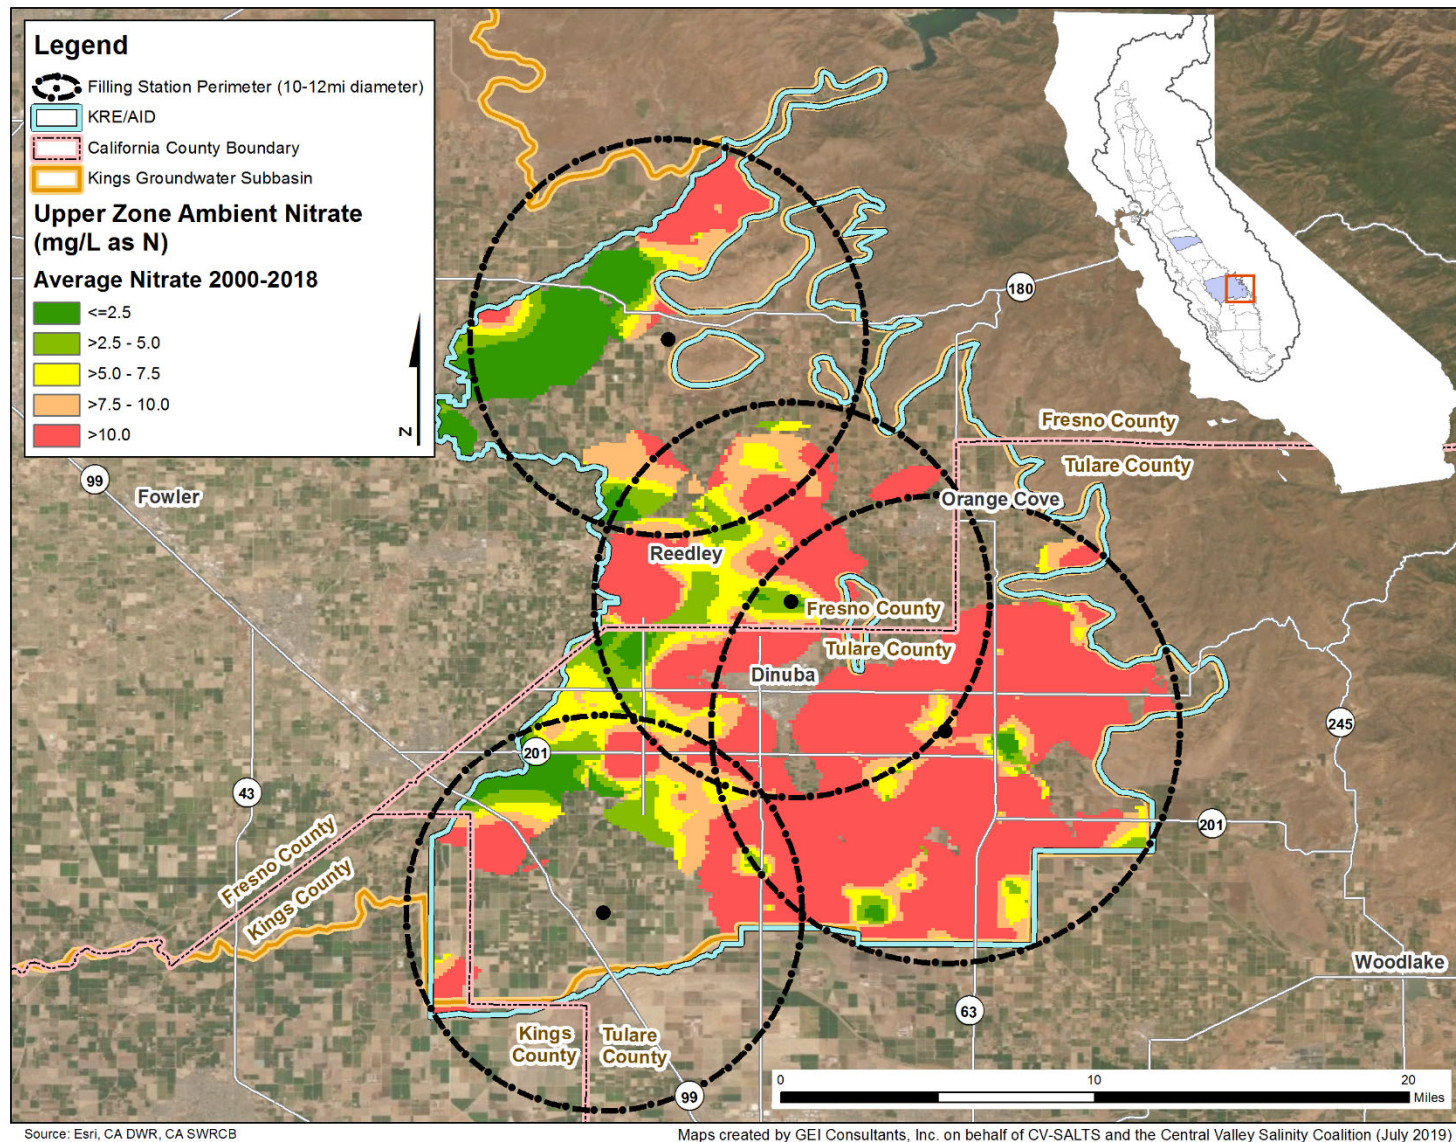 Legend
Filling Station Perimeter (10-12mi diameter)
KRE/AID
California County Boundary
Kings Groundwater Subbasin
Upper Zone Ambient Nitrate
(mg/L as N)
Average Nitrate 2000-2018
<=2.5
>2.5 - 5.0
>5.0 - 7.5
>7.5 - 10.0
>10.0
N
180
Fresno County
Tulare County
99
Fowler
Orange Cove
Reedley
Fresno County
Tulare County
Dinuba
245
201
43
201
Fresno County
Kings County
Woodlake
63
Kings
County
Tulare
County
99
0
10
20
Miles
Source: Esri, CA DWR, CA SWRCB
Maps created by GEI Consultants, Inc. on behalf of CV-SALTS and the Central Valley Salinity Coalition (July 2019)